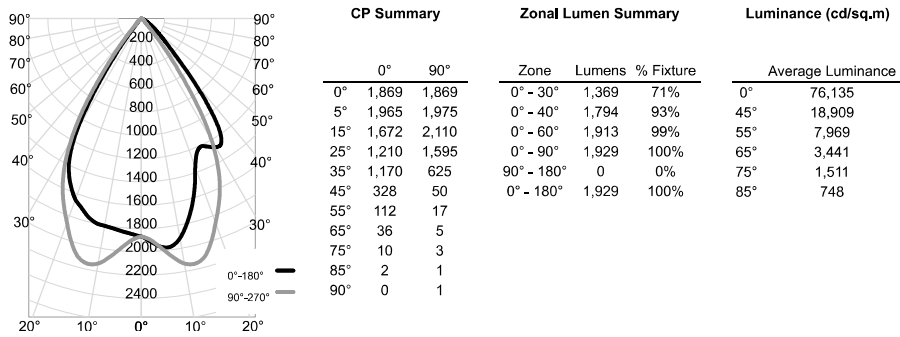 CP Summary
Zonal Lumen Summary
Luminance (cd/sq.m)
90° 90°
80° 80°
70° 70°
60° 60°
50° 50°
40° 40°
30° 30°
20° 10° 0° 10° 20°
200
400
600
800
1000
1200
1400
1600
1800
2000
2200
2400
0°-180°
90°-270°
0° 90°
0° 1,869 1,869
5° 1,965 1,975
15° 1,672 2,110
25° 1,210 1,595
35° 1,170 625
45° 328 50
55° 112 17
65° 36 5
75° 10 3
85° 2 1
90° 0 1
Zone Lumens % Fixture
0° - 30° 1,369 71%
0° - 40° 1,794 93%
0° - 60° 1,913 99%
0° - 90° 1,929 100%
90° - 180° 0 0%
0° - 180° 1,929 100%
Average Luminance
0° 76,135
45° 18,909
55° 7,969
65° 3,441
75° 1,511
85° 748